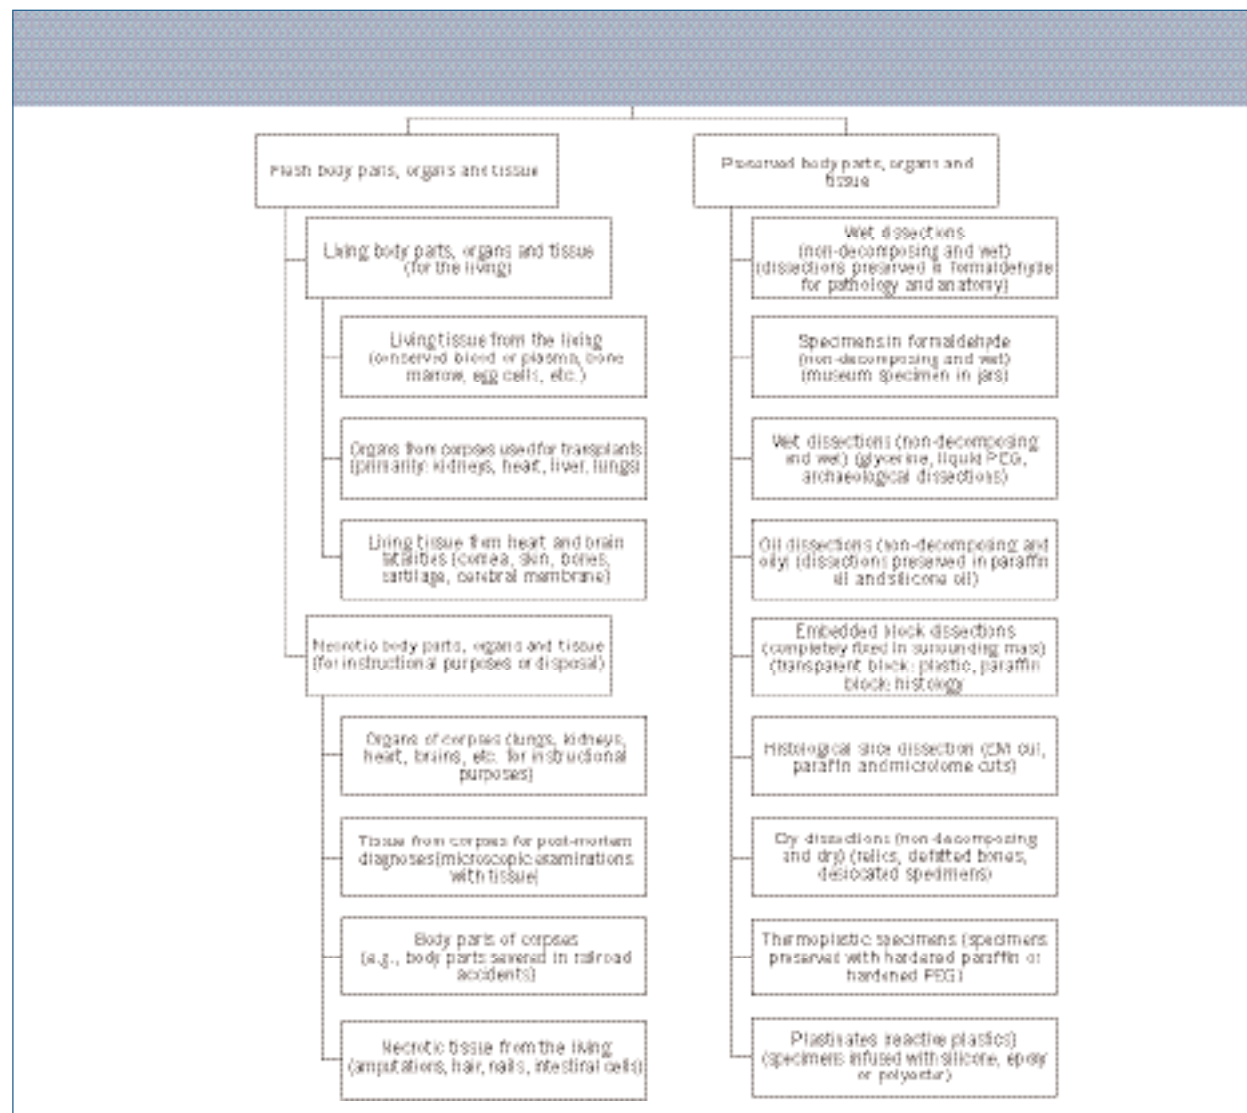 Fresh body parts, organs and tissue
Living body parts, organs and tissue
(for the living)
Living tissue from the living
(conserved blood or plasma, bone
marrow, egg cells, etc.)
Organs from corpses used for transplants
(primarily: kidneys, heart, liver, lungs)
Living tissue from heart and brain
fatalities (cornea, skin, bones,
cartilage, cerebral membrane)
Necrotic body parts, organs and tissue
(for instructional purposes or disposal)
Organs of corpses (lungs, kidneys,
heart, brains, etc. for instructional
purposes)
Tissue from corpses for post-mortem
diagnoses (microscopic examinations
with tissue)
Body parts of corpses
(e.g., body parts severed in railroad
accidents)
Necrotic tissue from the living
(amputations, hair, nails, intestinal cells)
Preserved body parts, organs and
tissue
Wet dissections
(non-decomposing and wet)
(dissections preserved in formaldehyde
for pathology and anatomy)
Specimens in formaldehyde
(non-decomposing and wet)
(museum specimen in jars)
Wet dissections (non-decomposing
and wet) (glycerine, liquid PEG,
archaeological dissections)
Oil dissections (non-decomposing and
oily) (dissections preserved in paraffin
oil and silicone oil)
Embedded block dissections
(completely fixed in surrounding mass)
(transparent block: plastic, paraffin
block: histology
Histological slice dissection (EM cut,
paraffin and microtome cuts)
Dry dissections (non-decomposing
and dry) (relics, defatted bones,
desiccated specimens)
Thermoplastic specimens (specimens
preserved with hardened paraffin or
hardened PEG)
Plastinates (reactive plastics)
(specimens infused with silicone, epoxy
or polyester)